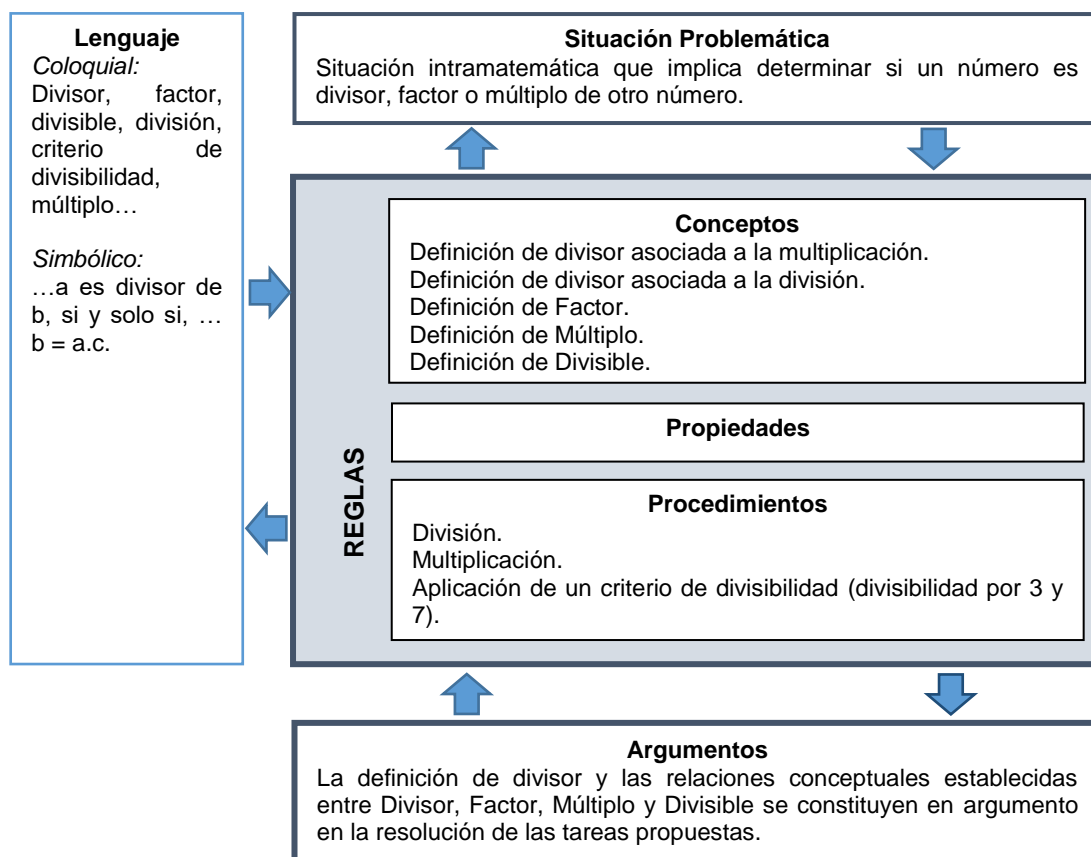 Lenguaje
Coloquial:
Divisor, factor,
divisible, división,
criterio de
divisibilidad,
múltiplo…
Simbólico:
…a es divisor de
b, si y solo si, …
b = a.c.
Situación Problemática
Situación intramatemática que implica determinar si un número es
divisor, factor o múltiplo de otro número.
REGLAS
Conceptos
Definición de divisor asociada a la multiplicación.
Definición de divisor asociada a la división.
Definición de Factor.
Definición de Múltiplo.
Definición de Divisible.
Propiedades
Procedimientos
División.
Multiplicación.
Aplicación de un criterio de divisibilidad (divisibilidad por 3 y
7).
Argumentos
La definición de divisor y las relaciones conceptuales establecidas
entre Divisor, Factor, Múltiplo y Divisible se constituyen en argumento
en la resolución de las tareas propuestas.